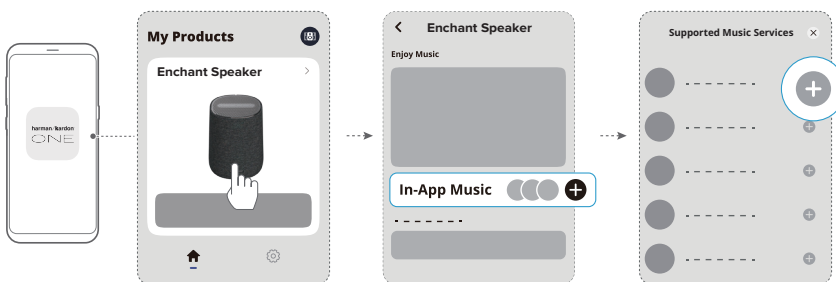 harman/kardon
ONE
My Products
Enchant Speaker
Enchant Speaker
Enjoy Music
In-App Music
Supported Music Services